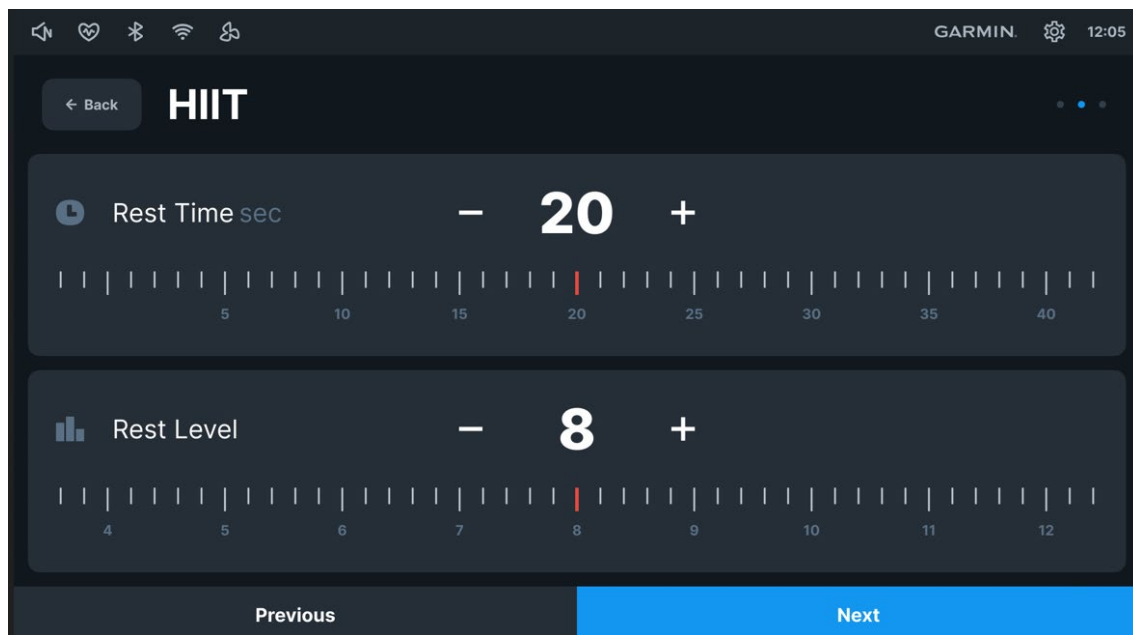 GARMIN. 12:05
← Back HIIT
Rest Time sec − 20 +
5 10 15 20 25 30 35 40
Rest Level − 8 +
4 5 6 7 8 9 10 11 12
Previous Next